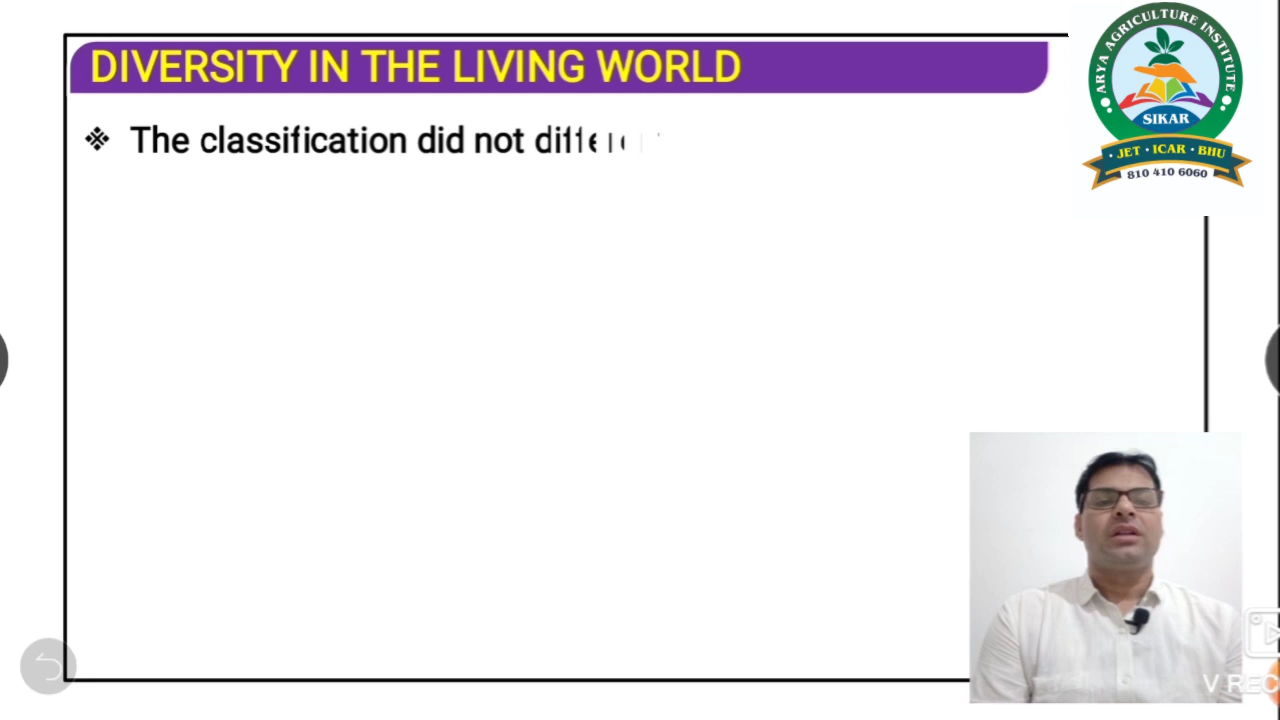 DIVERSITY IN THE LIVING WORLD
The classification did not
ARYA AGRICULTURE INSTITUTE
SIKAR
• JET • ICAR • BHU
810 410 6060
V REC